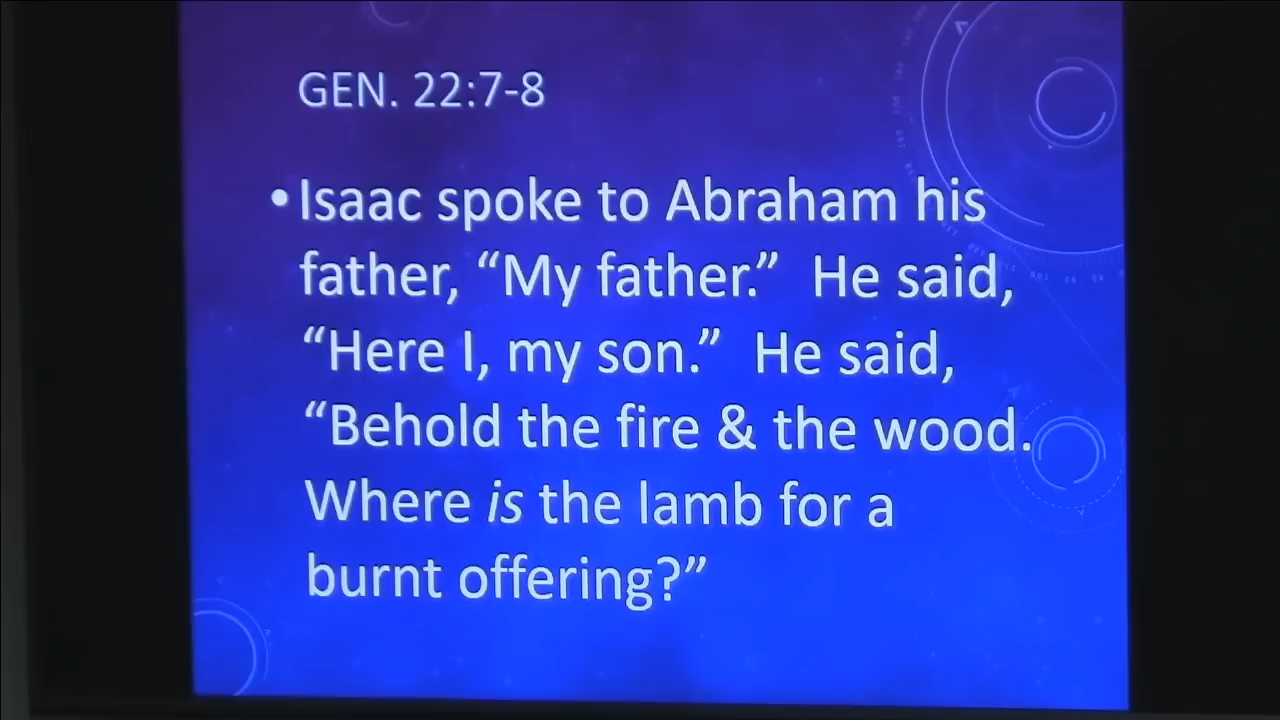 GEN. 22:7-8
•Isaac spoke to Abraham his
father, “My father.”  He said,
“Here I, my son.”  He said,
“Behold the fire & the wood.
Where is the lamb for a
burnt offering?”